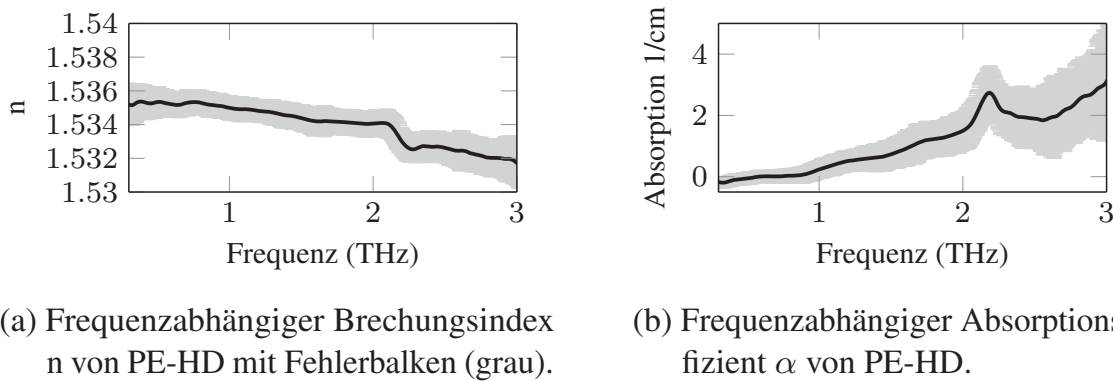 1.54
1.538
1.536
1.534
1.532
1.53
n
1 2 3
Frequenz (THz)
(a) Frequenzabhängiger Brechungsindex
n von PE-HD mit Fehlerbalken (grau).
4
2
0
Absorption 1/cm
1 2 3
Frequenz (THz)
(b) Frequenzabhängiger Absorptions
fizient α von PE-HD.